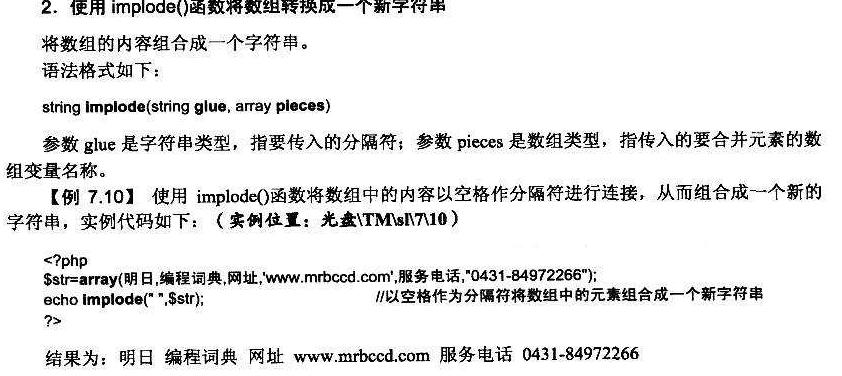 2．使用 implode()函数将数组转换成一个新字符串
将数组的内容组合成一个字符串。
语法格式如下：
string implode(string glue, array pieces)
参数 glue 是字符串类型，指要传入的分隔符；参数 pieces 是数组类型，指传入的要合并元素的数
组变量名称。
【例 7.10】 使用 implode()函数将数组中的内容以空格作分隔符进行连接，从而组合成一个新的
字符串，实例代码如下：（实例位置：光盘\TM\sl\7\10）
<?php
$str=array(明日,编程词典,网址,'www.mrbccd.com',服务电话,"0431-84972266");
echo implode(" ",$str); //以空格作为分隔符将数组中的元素组合成一个新字符串
?>
结果为：明日 编程词典 网址 www.mrbccd.com 服务电话 0431-84972266